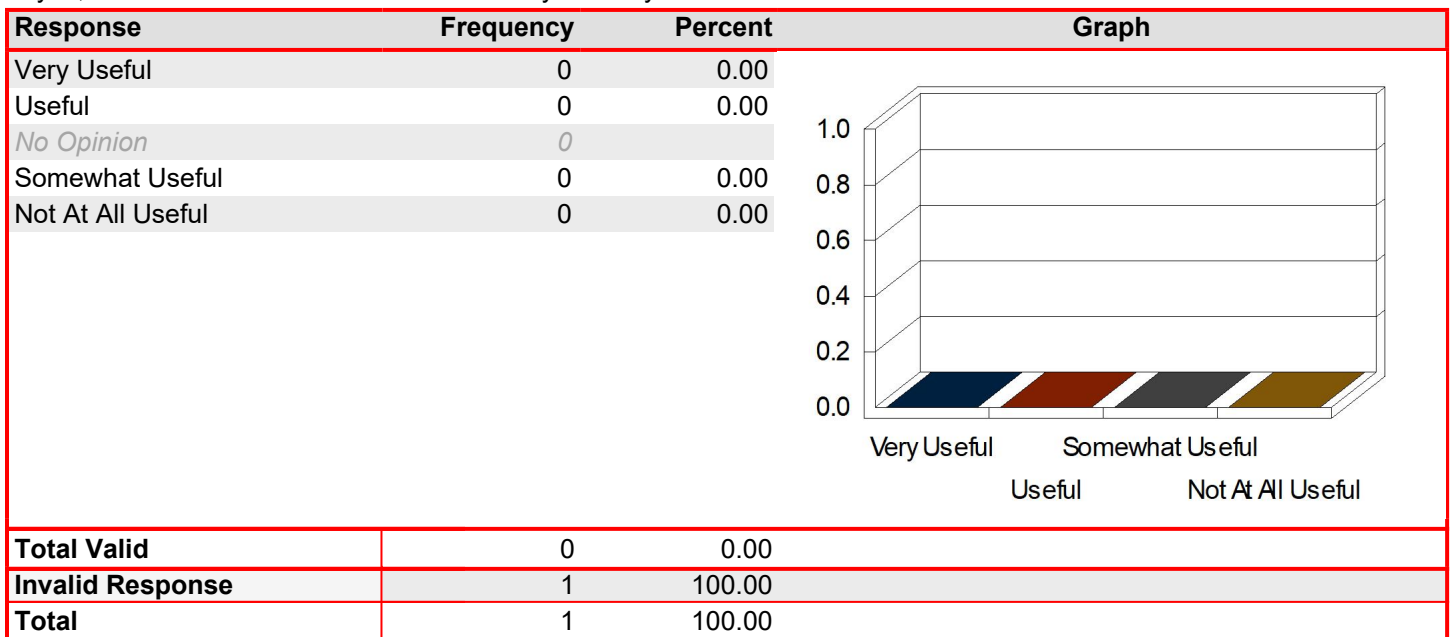 Response Frequency Percent Graph
Very Useful 0 0.00
Useful 0 0.00
No Opinion 0
Somewhat Useful 0 0.00
Not At All Useful 0 0.00
1.0
0.8
0.6
0.4
0.2
0.0
Very Useful Somewhat Useful
Useful Not At All Useful
Total Valid 0 0.00
Invalid Response 1 100.00
Total 1 100.00